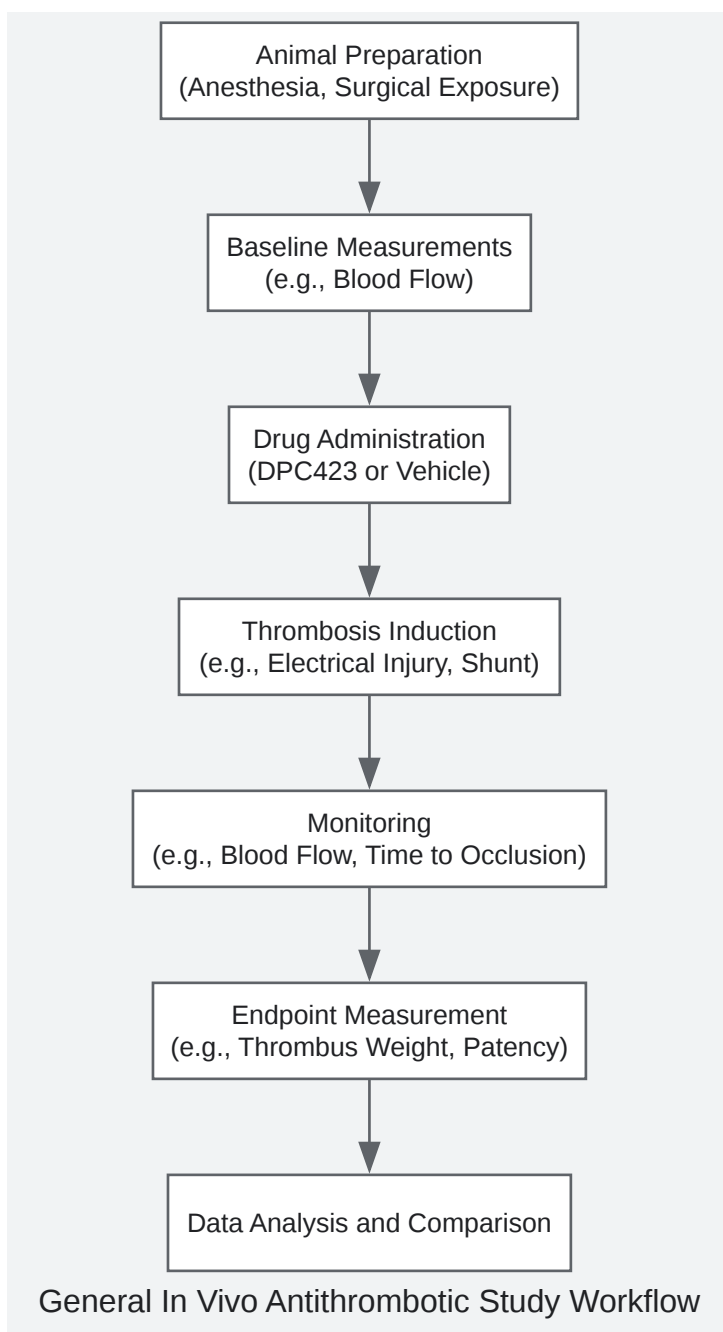 Animal Preparation
(Anesthesia, Surgical Exposure)
Baseline Measurements
(e.g., Blood Flow)
Drug Administration
(DPC423 or Vehicle)
Thrombosis Induction
(e.g., Electrical Injury, Shunt)
Monitoring
(e.g., Blood Flow, Time to Occlusion)
Endpoint Measurement
(e.g., Thrombus Weight, Patency)
Data Analysis and Comparison
General In Vivo Antithrombotic Study Workflow